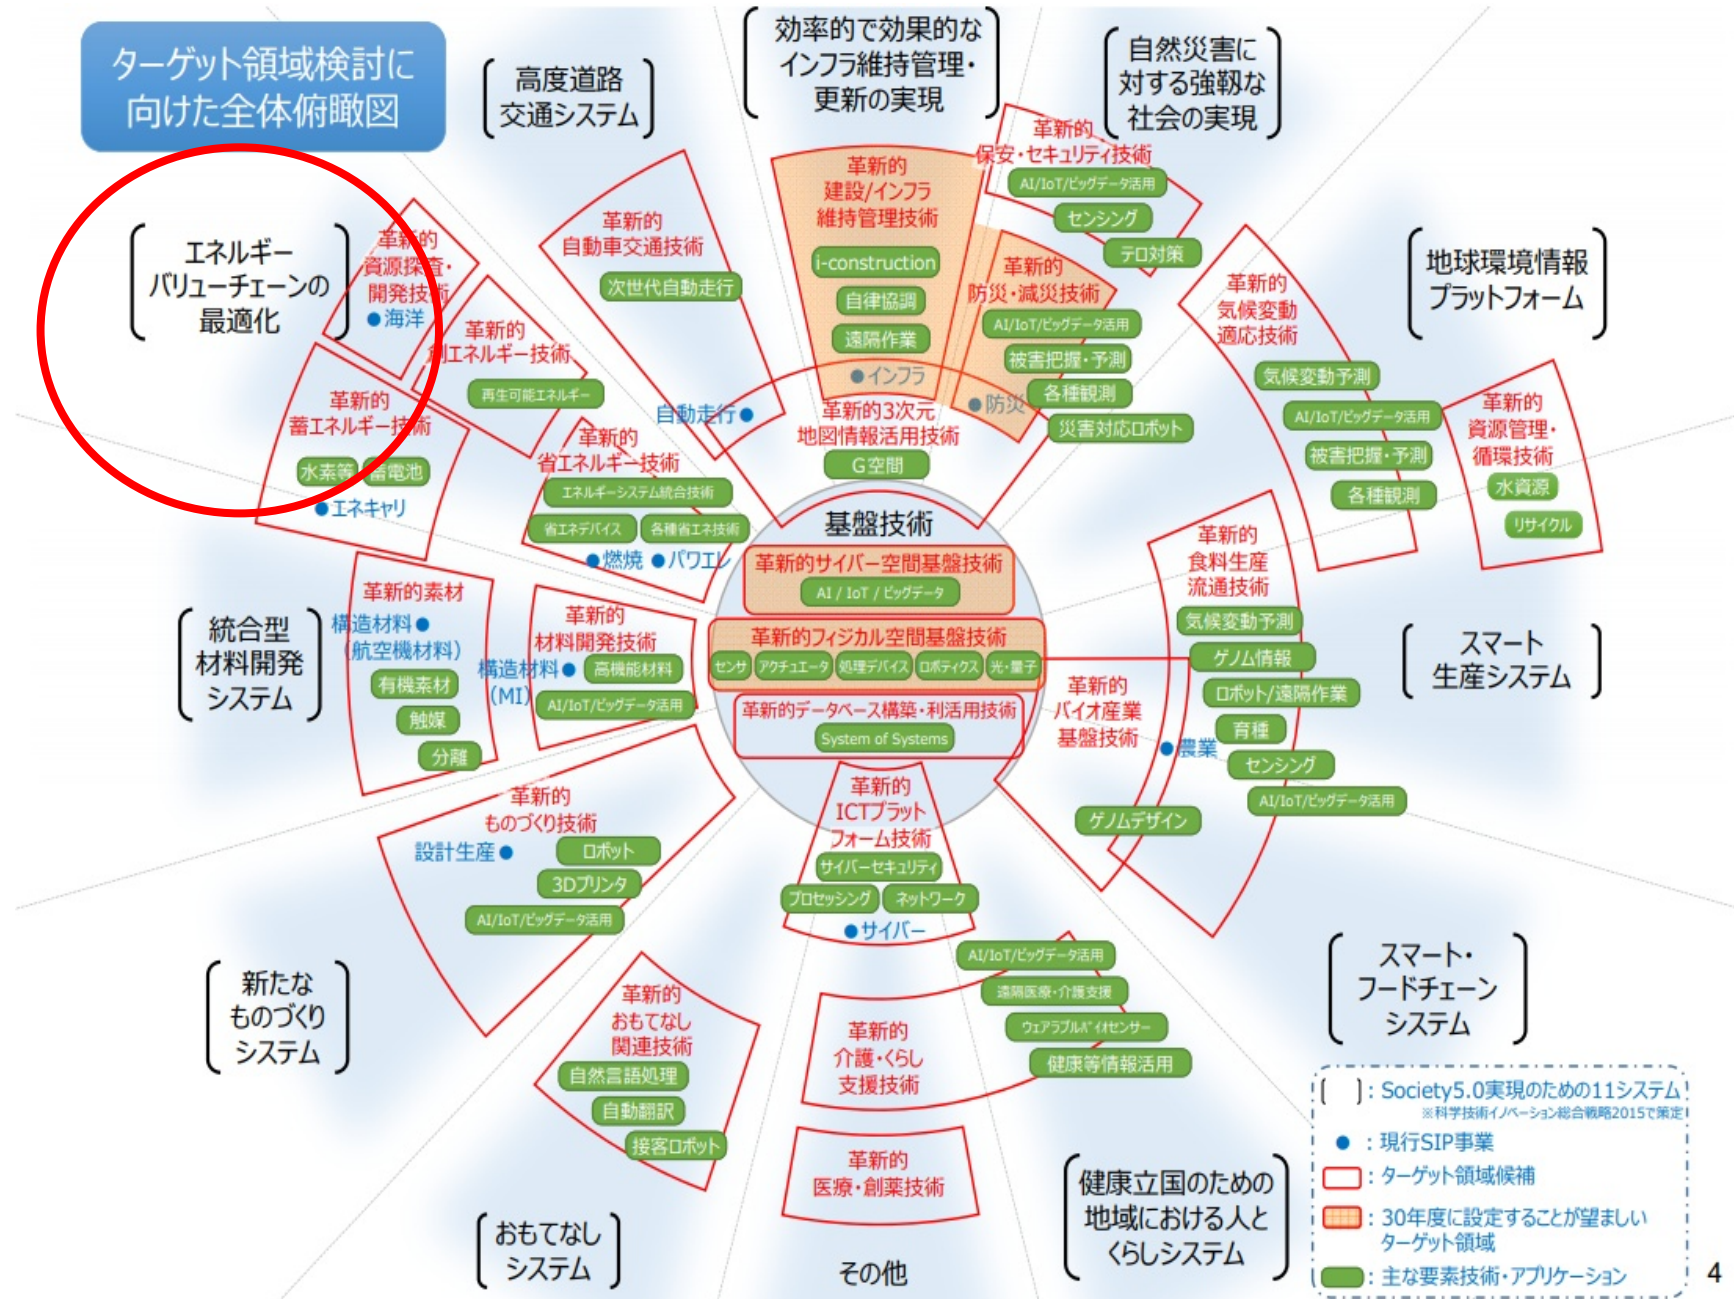 ターゲット領域検討に
向けた全体俯瞰図
高度道路
交通システム
効率的で効果的な
インフラ維持管理・
更新の実現
自然災害に
対する強靱な
社会の実現
エネルギー
バリューチェーンの
最適化
革新的
資源探査・
開発技術
●海洋
革新的
創エネルギー技術
再生可能エネルギー
革新的
蓄エネルギー技術
水素等
蓄電池
●エネキャリ
革新的
省エネルギー技術
エネルギーシステム統合技術
省エネデバイス
各種省エネ技術
●燃焼 ●パワエレ
革新的
自動車交通技術
次世代自動走行
自動走行●
革新的
建設/インフラ
維持管理技術
i-construction
自律協調
遠隔作業
●インフラ
革新的3次元
地図情報活用技術
G空間
革新的
保安・セキュリティ技術
AI/IoT/ビッグデータ活用
センシング
テロ対策
革新的
防災・減災技術
AI/IoT/ビッグデータ活用
被害把握・予測
各種観測
災害対応ロボット
●防災
地球環境情報
プラットフォーム
革新的
気候変動
適応技術
気候変動予測
AI/IoT/ビッグデータ活用
被害把握・予測
各種観測
革新的
資源管理・
循環技術
水資源
リサイクル
基盤技術
革新的サイバー空間基盤技術
AI / IoT / ビッグデータ
革新的フィジカル空間基盤技術
センサ
アクチュエータ
処理デバイス
ロボティクス
光・量子
革新的データベース構築・利活用技術
System of Systems
統合型
材料開発
システム
革新的素材
構造材料●
(航空機材料)
有機素材
触媒
分離
革新的
材料開発技術
構造材料●
(MI)
高機能材料
AI/IoT/ビッグデータ活用
スマート
生産システム
革新的
食料生産
流通技術
気候変動予測
ゲノム情報
ロボット/遠隔作業
育種
センシング
AI/IoT/ビッグデータ活用
革新的
バイオ産業
基盤技術
●農業
ゲノムデザイン
革新的
ものづくり技術
設計生産●
ロボット
3Dプリンタ
AI/IoT/ビッグデータ活用
革新的
ICTプラット
フォーム技術
サイバーセキュリティ
プロセッシング
ネットワーク
●サイバー
新たな
ものづくり
システム
革新的
おもてなし
関連技術
自然言語処理
自動翻訳
接客ロボット
おもてなし
システム
AI/IoT/ビッグデータ活用
遠隔医療・介護支援
ウェアラブルバイオセンサー
健康等情報活用
革新的
介護・くらし
支援技術
革新的
医療・創薬技術
その他
健康立国のための
地域における人と
くらしシステム
スマート・
フードチェーン
システム
〔 〕：Society5.0実現のための11システム
※科学技術イノベーション総合戦略2015で策定
●：現行SIP事業
：ターゲット領域候補
：30年度に設定することが望ましい
ターゲット領域
：主な要素技術・アプリケーション
4